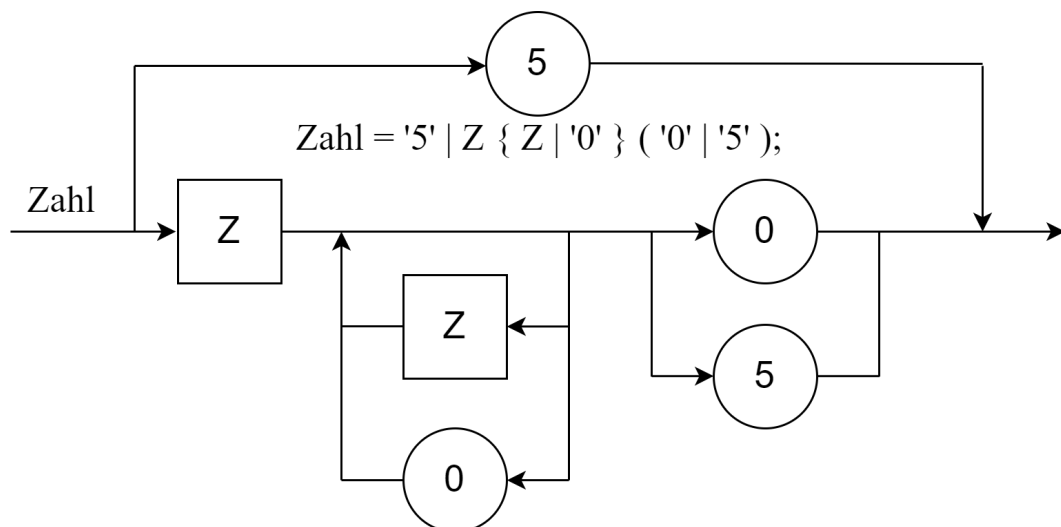 5
Zahl = '5' | Z { Z | '0' } ( '0' | '5' );
Zahl
Z
0
Z
5
0